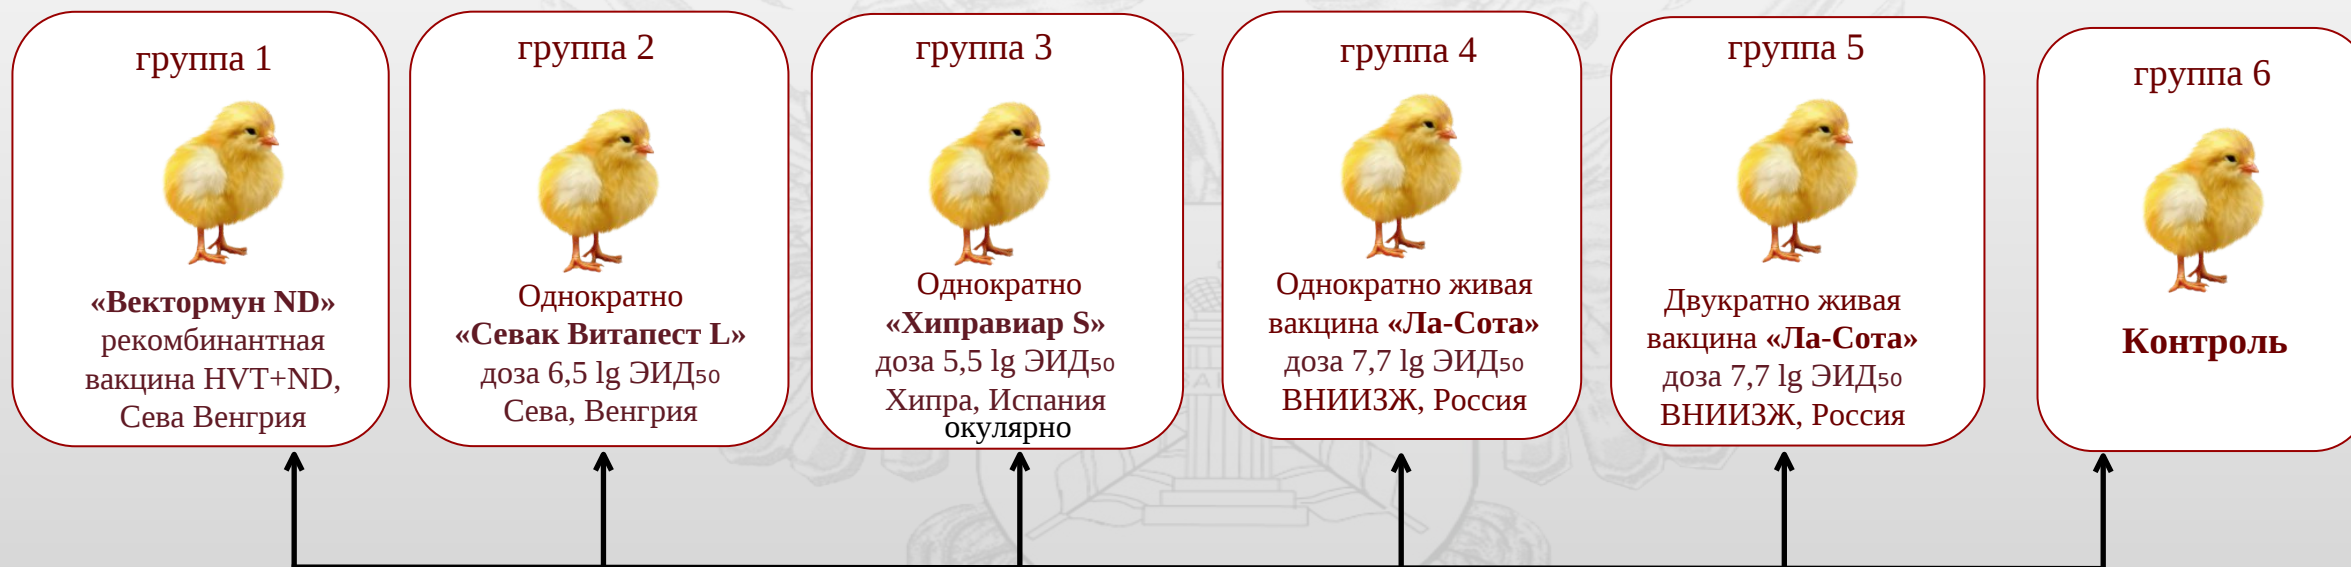 группа 1
«Вектормун ND»
рекомбинантная
вакцина HVT+ND,
Сева Венгрия
группа 2
Однократно
«Севак Витапест L»
доза 6,5 lg ЭИД₅₀
Сева, Венгрия
группа 3
Однократно
«Хиправиар S»
доза 5,5 lg ЭИД₅₀
Хипра, Испания
окулярно
группа 4
Однократно живая
вакцина «Ла-Сота»
доза 7,7 lg ЭИД₅₀
ВНИИЗЖ, Россия
группа 5
Двукратно живая
вакцина «Ла-Сота»
доза 7,7 lg ЭИД₅₀
ВНИИЗЖ, Россия
группа 6
Контроль